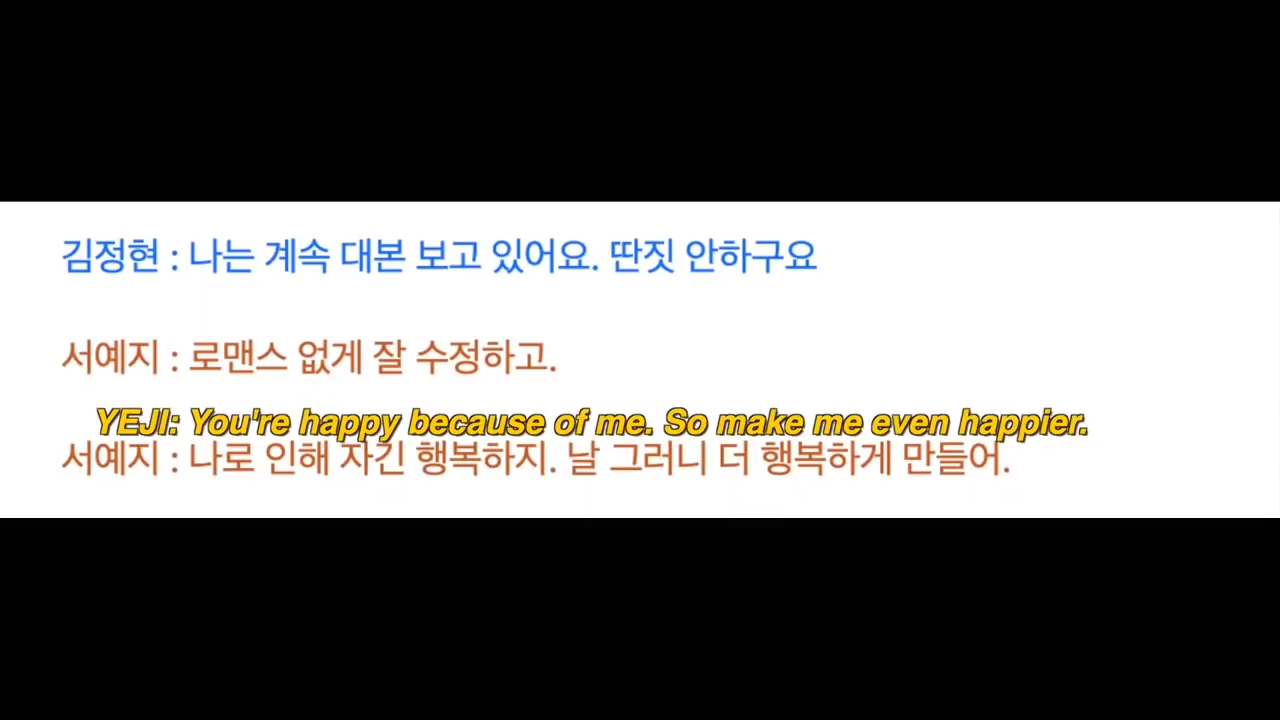 김정현 : 나는 계속 대본 보고 있어요. 딴짓 안하구요
서예지 : 로맨스 없게 잘 수정하고.
YEJI: You're happy because of me. So make me even happier.
서예지 : 나로 인해 자긴 행복하지. 날 그러니 더 행복하게 만들어.